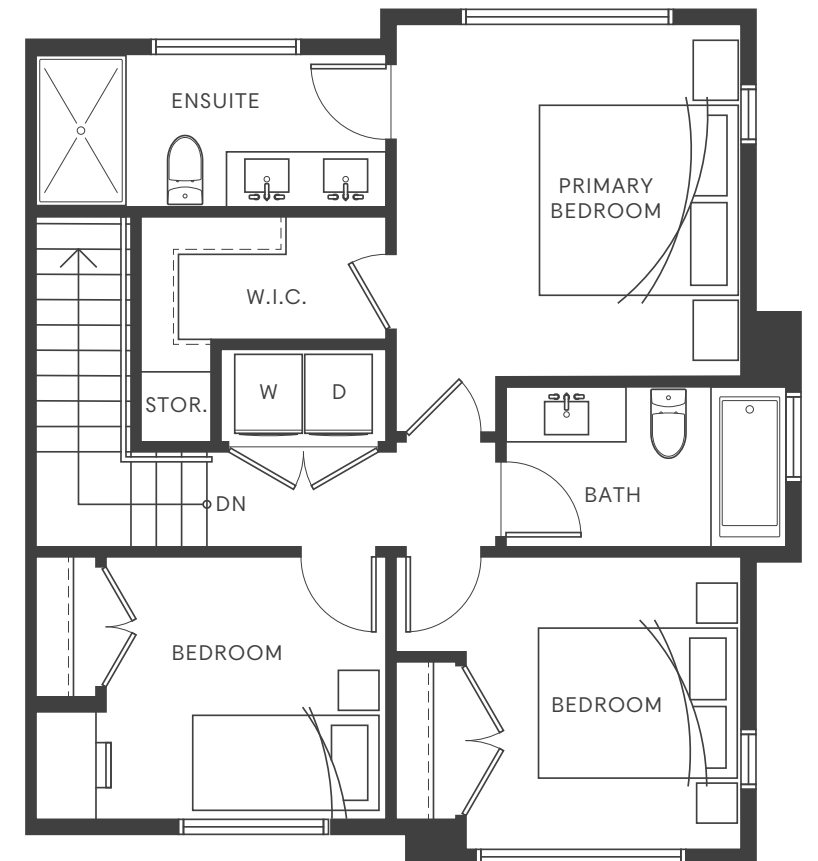 ENSUITE
PRIMARY
BEDROOM
W.I.C.
W
D
STOR.
BATH
DN
BEDROOM
BEDROOM